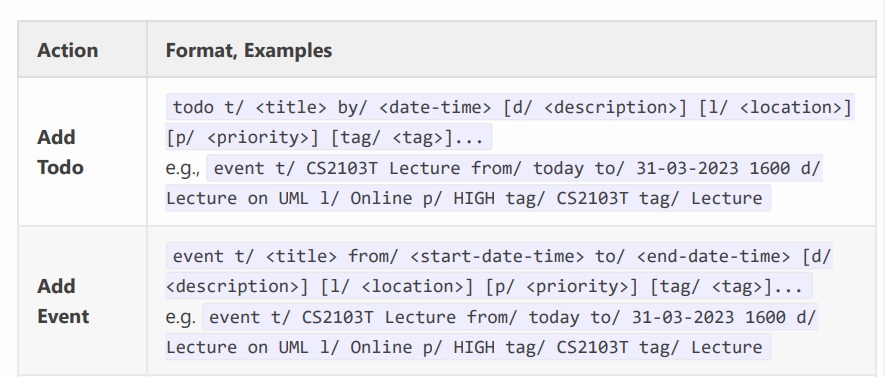 Action Format, Examples
Add Todo
todo t/ <title> by/ <date-time> [d/ <description>] [l/ <location>]
[p/ <priority>] [tag/ <tag>]...
e.g., event t/ CS2103T Lecture from/ today to/ 31-03-2023 1600 d/
Lecture on UML l/ Online p/ HIGH tag/ CS2103T tag/ Lecture
Add Event
event t/ <title> from/ <start-date-time> to/ <end-date-time> [d/
<description>] [l/ <location>] [p/ <priority>] [tag/ <tag>]...
e.g. event t/ CS2103T Lecture from/ today to/ 31-03-2023 1600 d/
Lecture on UML l/ Online p/ HIGH tag/ CS2103T tag/ Lecture